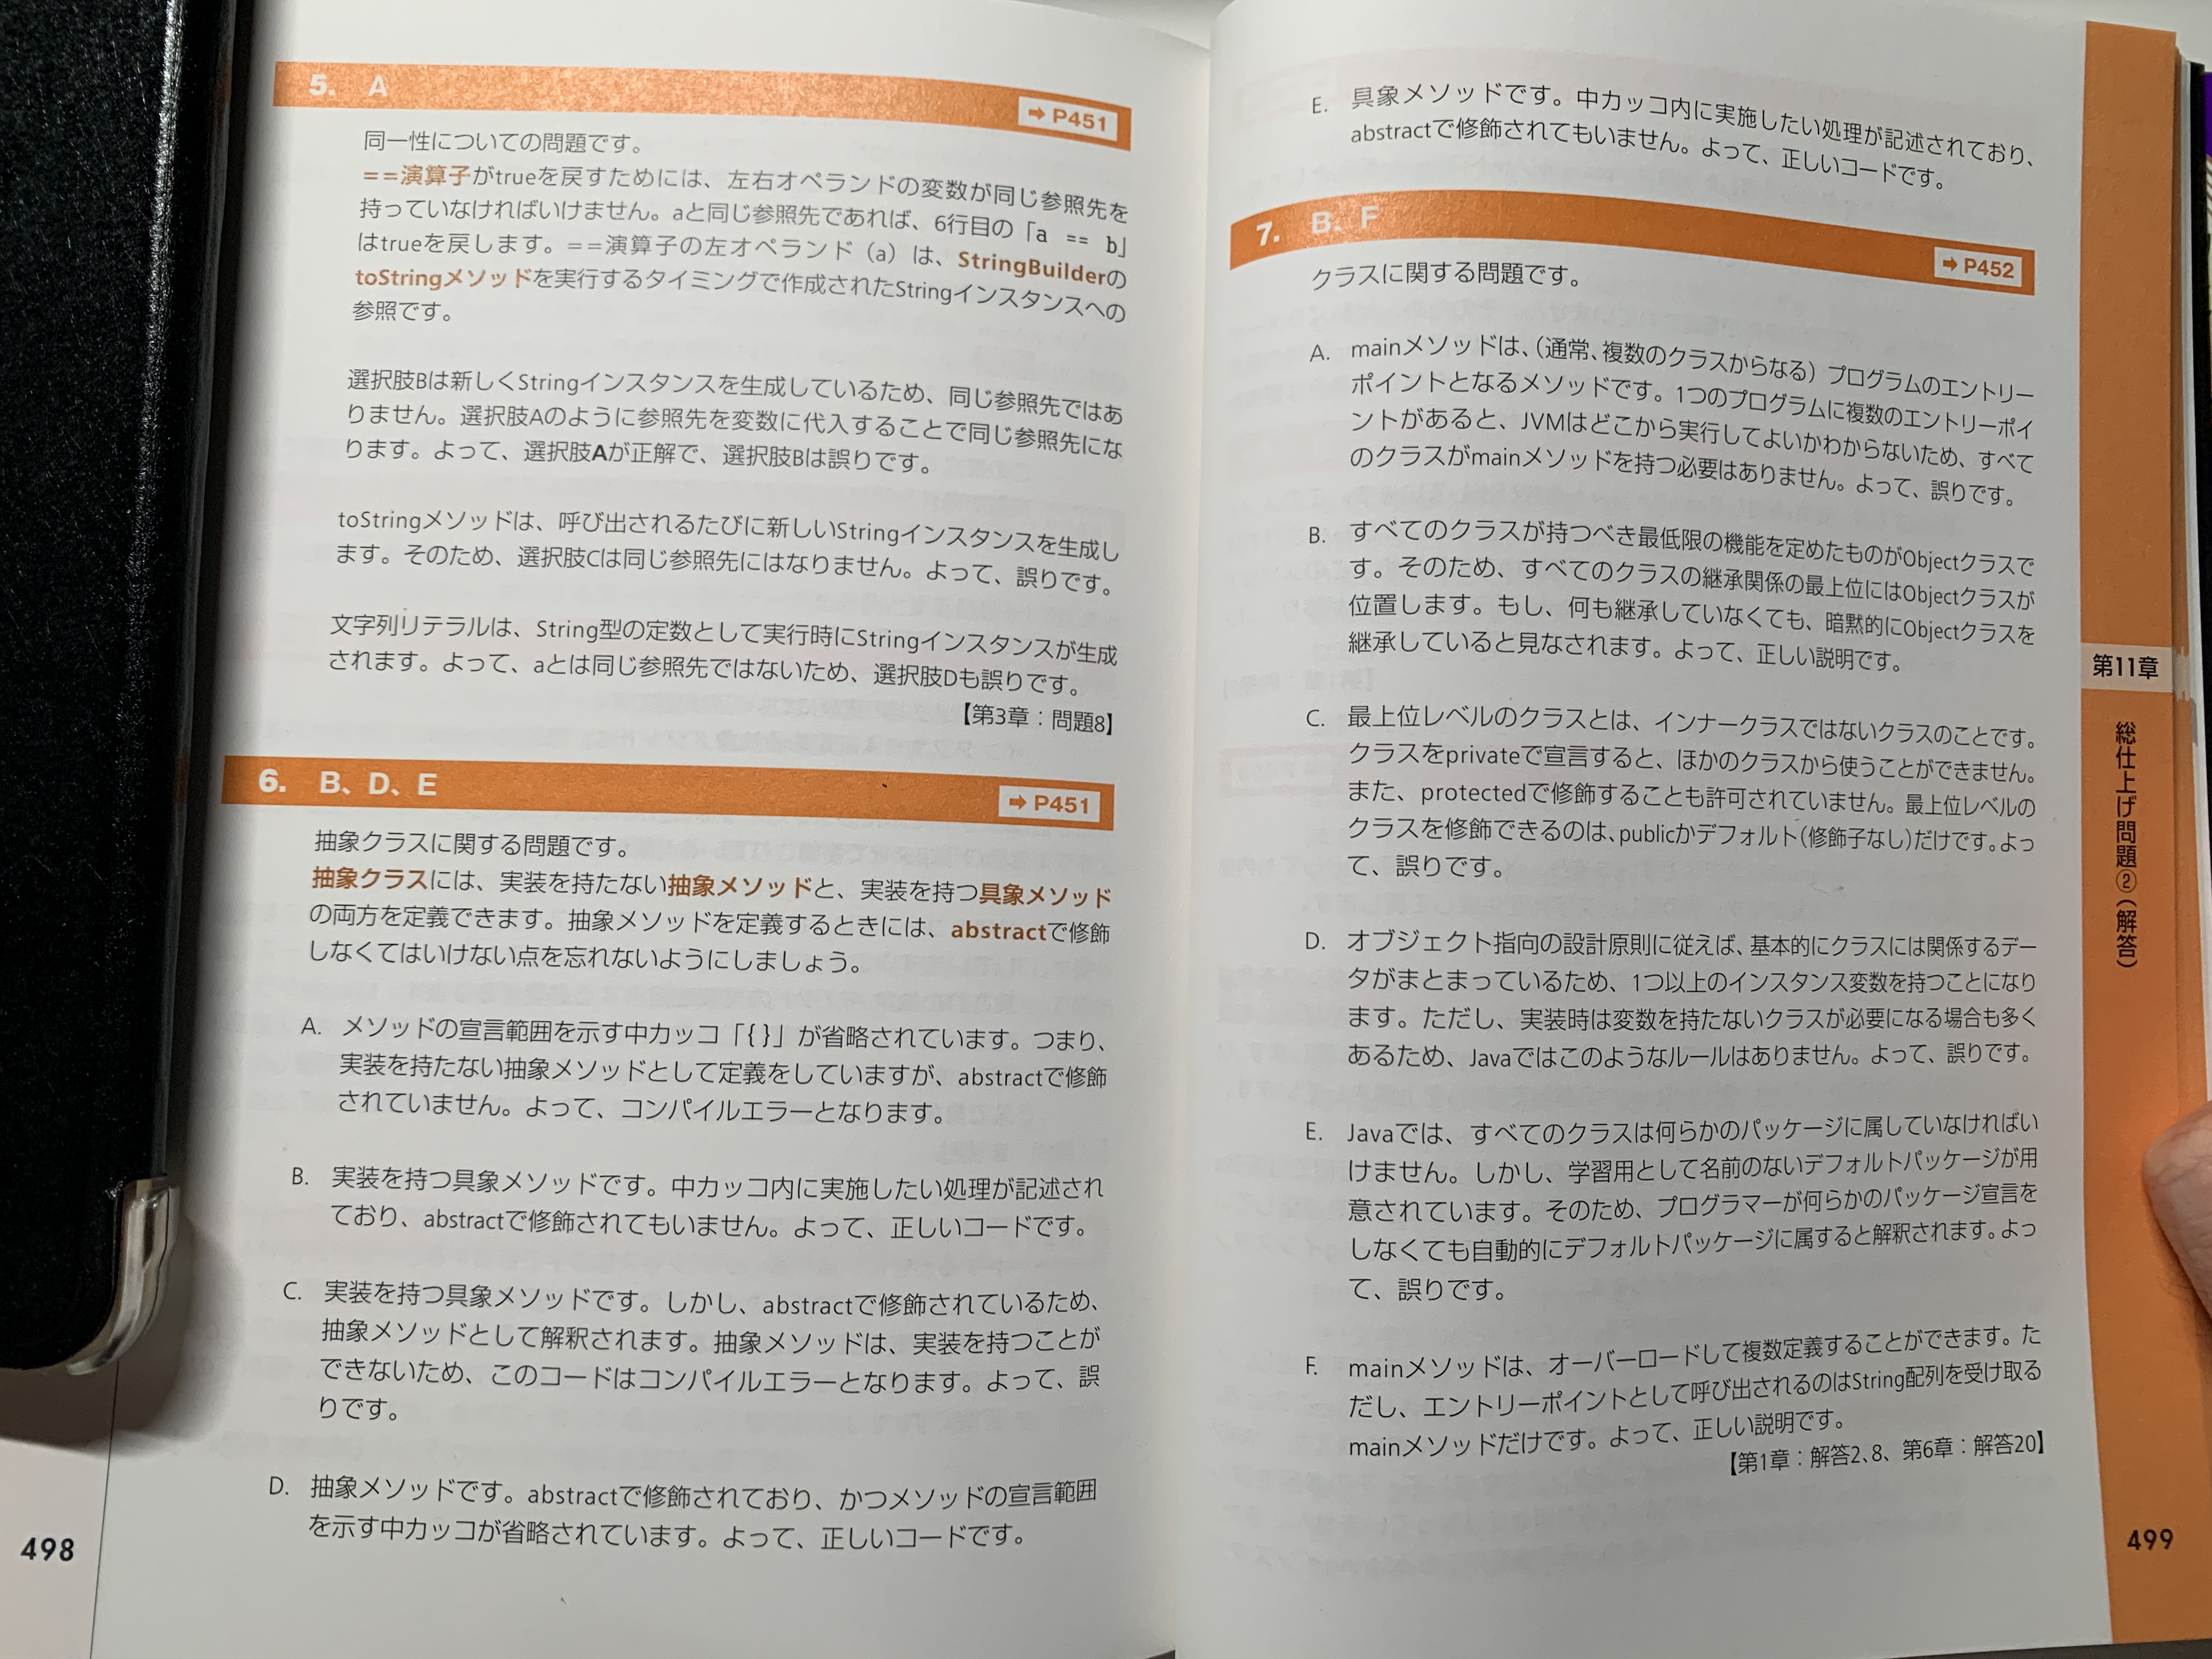 5. A
➡ P451
同一性についての問題です。
==演算子がtrueを戻すためには、左右オペランドの変数が同じ参照先を
持っていなければいけません。aと同じ参照先であれば、6行目の「a == b」
はtrueを戻します。==演算子の左オペランド（a）は、StringBuilderの
toStringメソッドを実行するタイミングで作成されたStringインスタンスへの
参照です。
選択肢Bは新しくStringインスタンスを生成しているため、同じ参照先ではあ
りません。選択肢Aのように参照先を変数に代入することで同じ参照先にな
ります。よって、選択肢Aが正解で、選択肢Bは誤りです。
toStringメソッドは、呼び出されるたびに新しいStringインスタンスを生成し
ます。そのため、選択肢Cは同じ参照先にはなりません。よって、誤りです。
文字列リテラルは、String型の定数として実行時にStringインスタンスが生成
されます。よって、aとは同じ参照先ではないため、選択肢Dも誤りです。
【第3章：問題8】
6. B、D、E
➡ P451
抽象クラスに関する問題です。
抽象クラスには、実装を持たない抽象メソッドと、実装を持つ具象メソッド
の両方を定義できます。抽象メソッドを定義するときには、abstractで修飾
しなくてはいけない点を忘れないようにしましょう。
A. メソッドの宣言範囲を示す中カッコ「{ }」が省略されています。つまり、
実装を持たない抽象メソッドとして定義をしていますが、abstractで修飾
されていません。よって、コンパイルエラーとなります。
B. 実装を持つ具象メソッドです。中カッコ内に実施したい処理が記述され
ており、abstractで修飾されてもいません。よって、正しいコードです。
C. 実装を持つ具象メソッドです。しかし、abstractで修飾されているため、
抽象メソッドとして解釈されます。抽象メソッドは、実装を持つことが
できないため、このコードはコンパイルエラーとなります。よって、誤
りです。
D. 抽象メソッドです。abstractで修飾されており、かつメソッドの宣言範囲
を示す中カッコが省略されています。よって、正しいコードです。
498
E. 具象メソッドです。中カッコ内に実施したい処理が記述されており、
abstractで修飾されてもいません。よって、正しいコードです。
7. B、F
➡ P452
クラスに関する問題です。
A. mainメソッドは、（通常、複数のクラスからなる）プログラムのエントリー
ポイントとなるメソッドです。1つのプログラムに複数のエントリーポイ
ントがあると、JVMはどこから実行してよいかわからないため、すべて
のクラスがmainメソッドを持つ必要はありません。よって、誤りです。
B. すべてのクラスが持つべき最低限の機能を定めたものがObjectクラスで
す。そのため、すべてのクラスの継承関係の最上位にはObjectクラスが
位置します。もし、何も継承していなくても、暗黙的にObjectクラスを
継承していると見なされます。よって、正しい説明です。
C. 最上位レベルのクラスとは、インナークラスではないクラスのことです。
クラスをprivateで宣言すると、ほかのクラスから使うことができません。
また、protectedで修飾することも許可されていません。最上位レベルの
クラスを修飾できるのは、publicかデフォルト（修飾子なし）だけです。よっ
て、誤りです。
D. オブジェクト指向の設計原則に従えば、基本的にクラスには関係するデー
タがまとまっているため、1つ以上のインスタンス変数を持つことになり
ます。ただし、実装時は変数を持たないクラスが必要になる場合も多く
あるため、Javaではこのようなルールはありません。よって、誤りです。
E. Javaでは、すべてのクラスは何らかのパッケージに属していなければい
けません。しかし、学習用として名前のないデフォルトパッケージが用
意されています。そのため、プログラマーが何らかのパッケージ宣言を
しなくても自動的にデフォルトパッケージに属すると解釈されます。よっ
て、誤りです。
F. mainメソッドは、オーバーロードして複数定義することができます。た
だし、エントリーポイントとして呼び出されるのはString配列を受け取る
mainメソッドだけです。よって、正しい説明です。
【第1章：解答2、8、第6章：解答20】
第11章
総仕上げ問題②（解答）
499